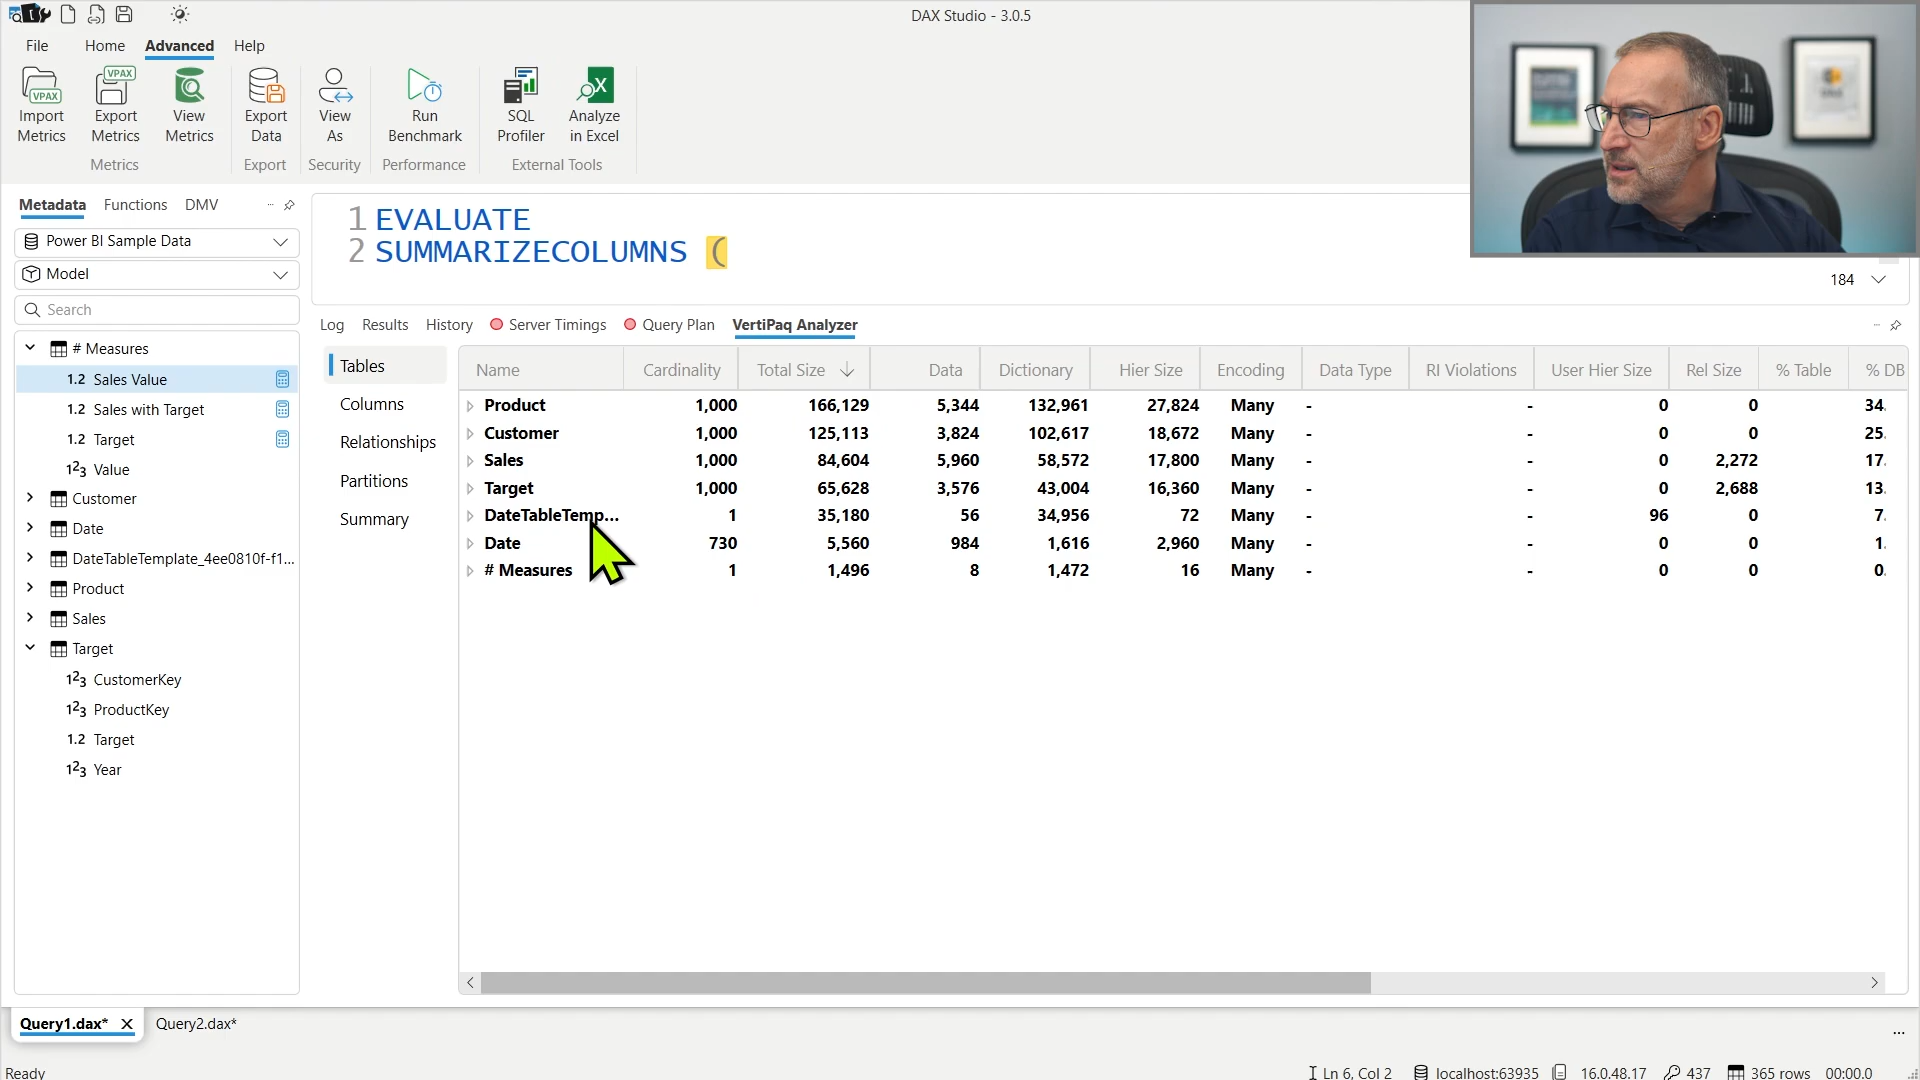 DAX Studio - 3.0.5
File Home Advanced Help
VPAX
VPAX
Import Metrics
Export Metrics
View Metrics
Export Data
View As
Run Benchmark
SQL Profiler
Analyze in Excel
Metrics Export Security Performance External Tools
Metadata Functions DMV
Power BI Sample Data
Model
Search
# Measures
1.2 Sales Value
1.2 Sales with Target
1.2 Target
123 Value
Customer
Date
DateTableTemplate_4ee0810f-f1...
Product
Sales
Target
123 CustomerKey
123 ProductKey
1.2 Target
123 Year
1 EVALUATE
2 SUMMARIZECOLUMNS (
184
Log Results History Server Timings Query Plan VertiPaq Analyzer
Tables
Columns
Relationships
Partitions
Summary
Name Cardinality Total Size Data Dictionary Hier Size Encoding Data Type RI Violations User Hier Size Rel Size % Table % DB
Product 1,000 166,129 5,344 132,961 27,824 Many - - 0 0 34.
Customer 1,000 125,113 3,824 102,617 18,672 Many - - 0 0 25.
Sales 1,000 84,604 5,960 58,572 17,800 Many - - 0 2,272 17.
Target 1,000 65,628 3,576 43,004 16,360 Many - - 0 2,688 13.
DateTableTemp... 1 35,180 56 34,956 72 Many - - 96 0 7.
Date 730 5,560 984 1,616 2,960 Many - - 0 0 1.
# Measures 1 1,496 8 1,472 16 Many - - 0 0 0.
Query1.dax* Query2.dax*
Ready
Ln 6, Col 2 localhost:63935 16.0.48.17 437 365 rows 00:00.0